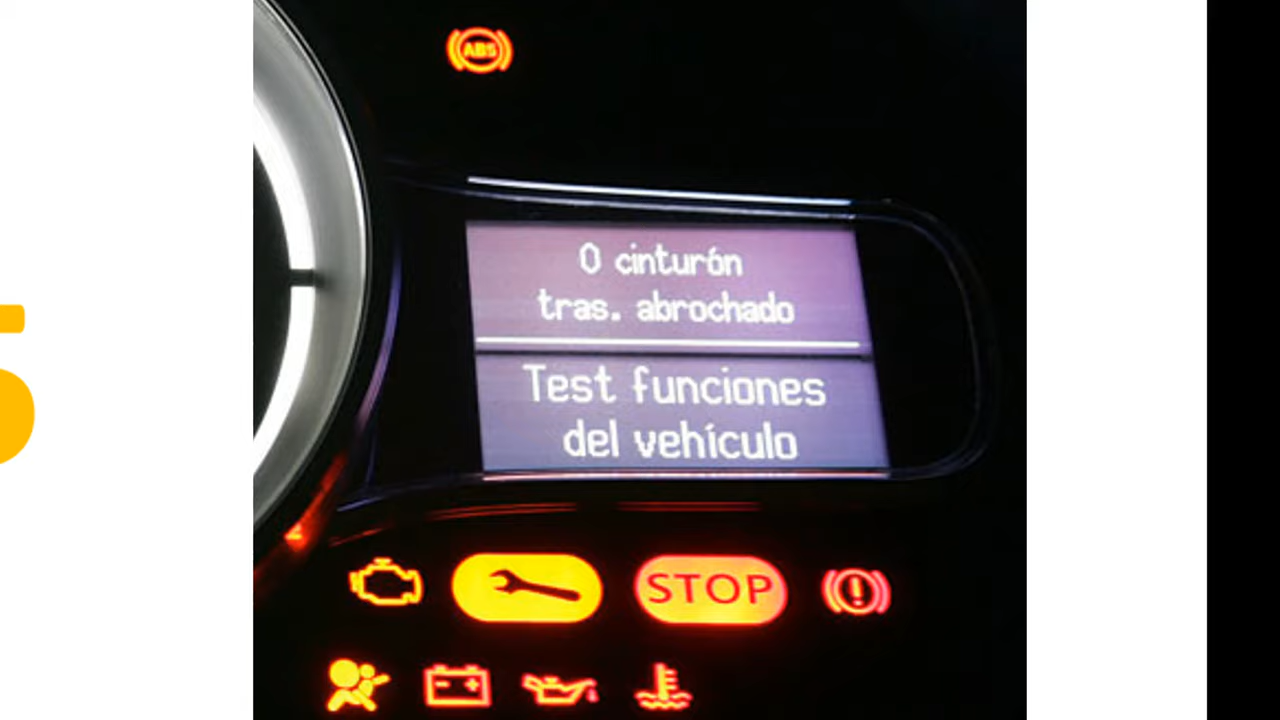 ABS
0 cinturón
tras. abrochado
Test funciones
del vehículo
STOP